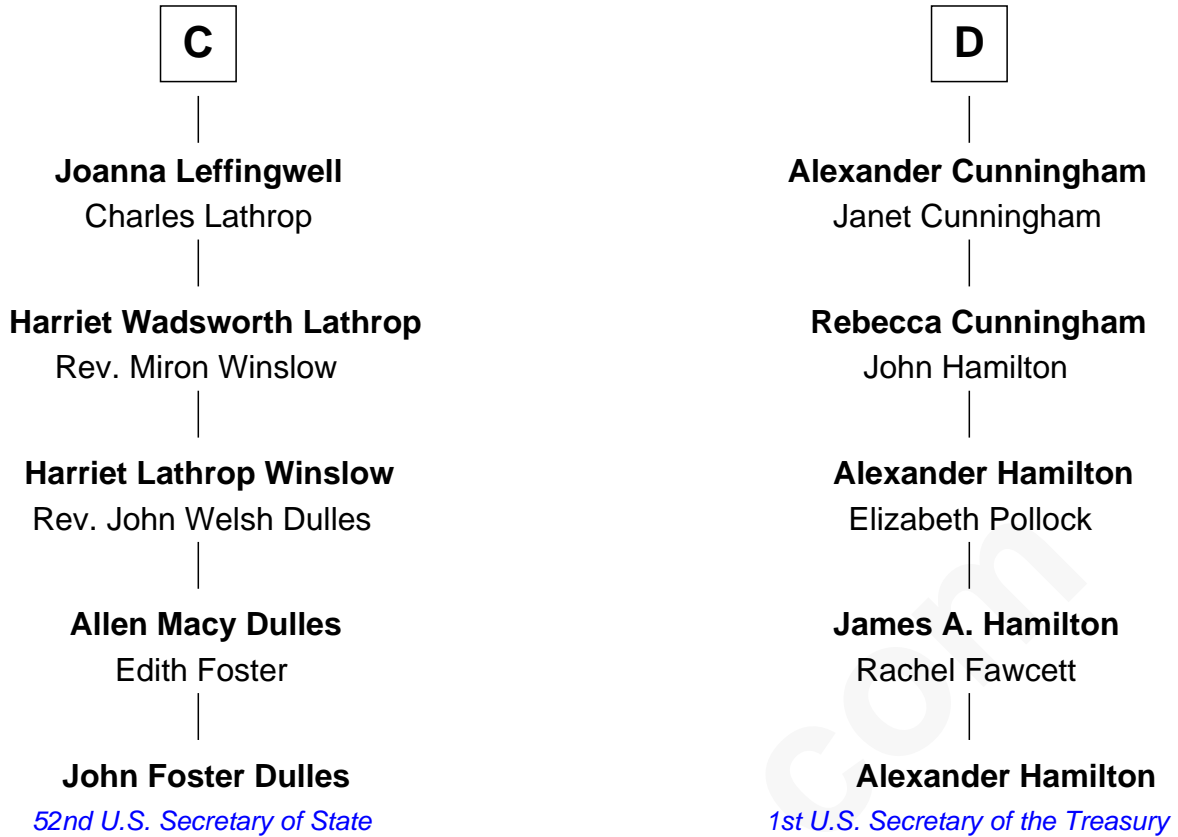 C
Joanna Leffingwell
Charles Lathrop
Harriet Wadsworth Lathrop
Rev. Miron Winslow
Harriet Lathrop Winslow
Rev. John Welsh Dulles
Allen Macy Dulles
Edith Foster
John Foster Dulles
52nd U.S. Secretary of State
D
Alexander Cunningham
Janet Cunningham
Rebecca Cunningham
John Hamilton
Alexander Hamilton
Elizabeth Pollock
James A. Hamilton
Rachel Fawcett
Alexander Hamilton
1st U.S. Secretary of the Treasury
com